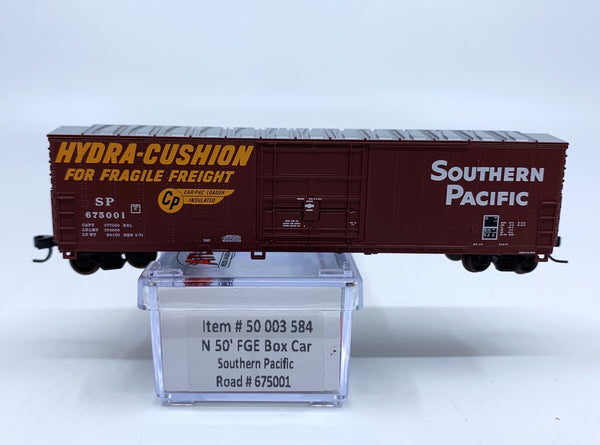 HYDRA-CUSHION
FOR FRAGILE FREIGHT
CP
CAR-PAC LOADER
INSULATED
SP
675001
SOUTHERN
PACIFIC
Item # 50 003 584
N 50' FGE Box Car
Southern Pacific
Road # 675001